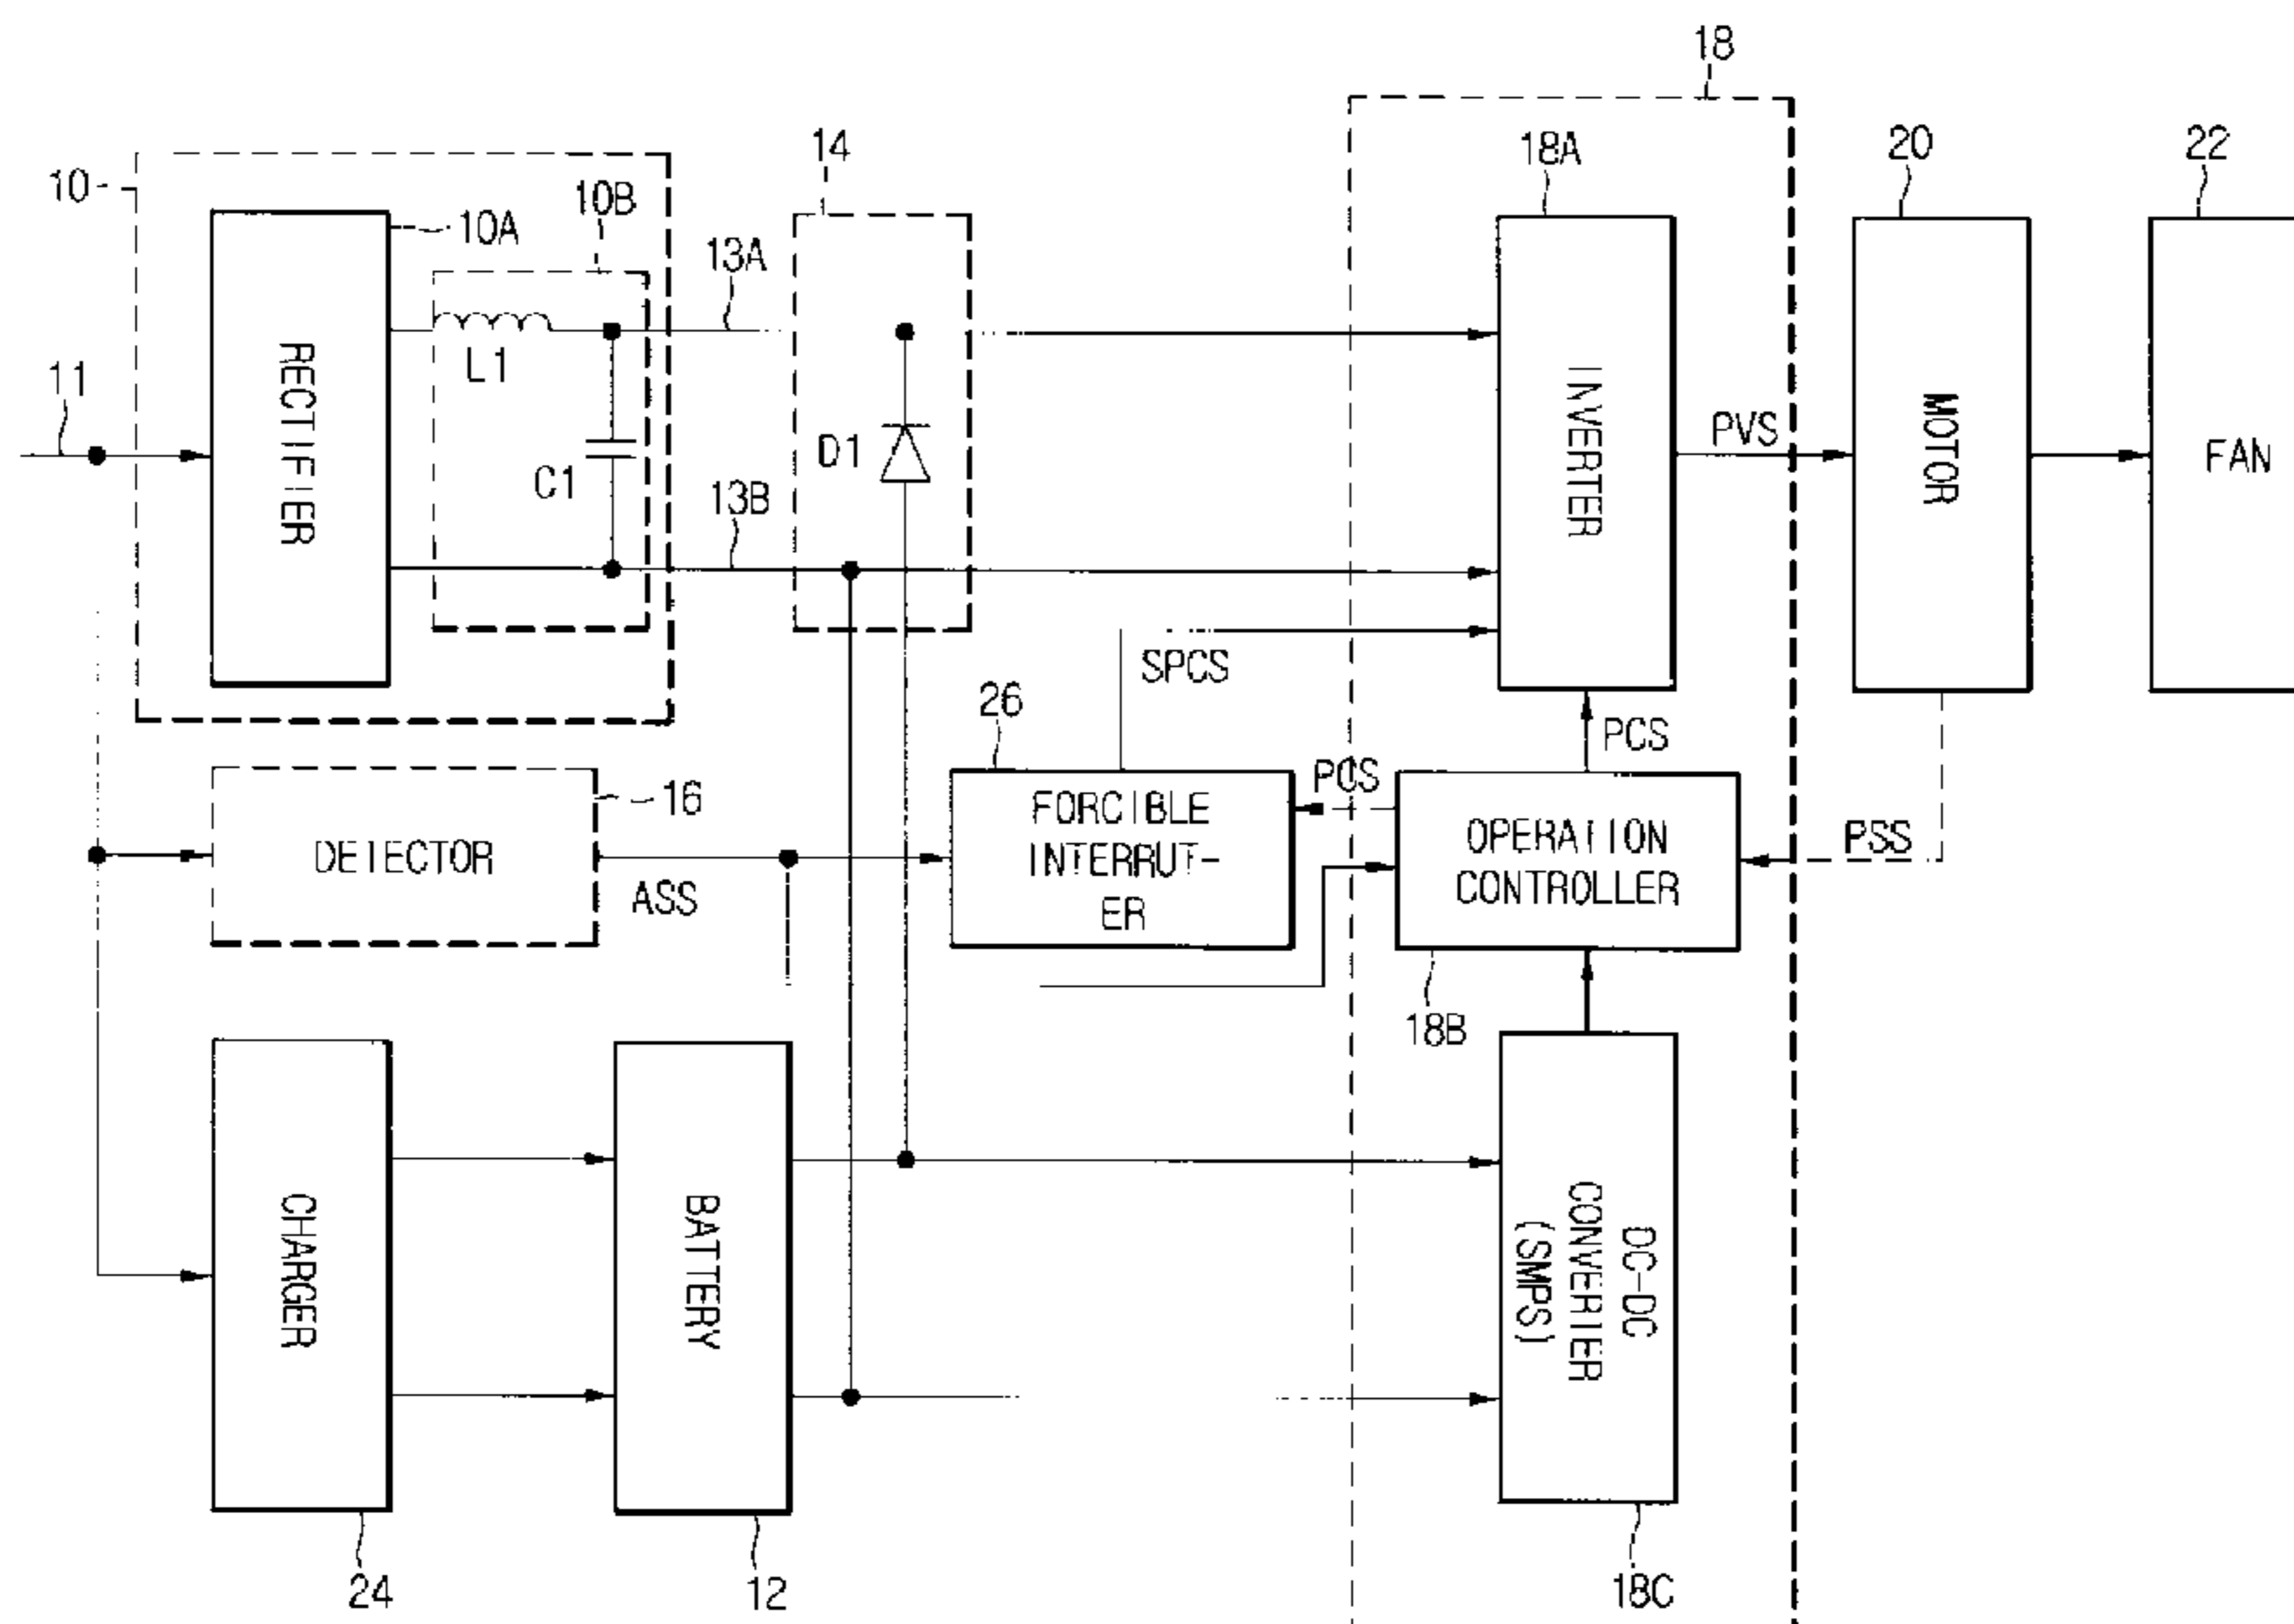 18
14
18A
20
22
10
10B
10A
13A
RECTIFIER
L1
11
INVERTER
MOTOR
PVS
D1
FAN
C1
13B
SPCS
26
PCS
PCS
16
FORCIBLE
INTERRUT-
ER
DETECTOR
OPERATION
CONTROLLER
PSS
ASS
18B
CHARGER
BATTERY
DC-DC
CONVERTER
(SMPS)
24
12
18C